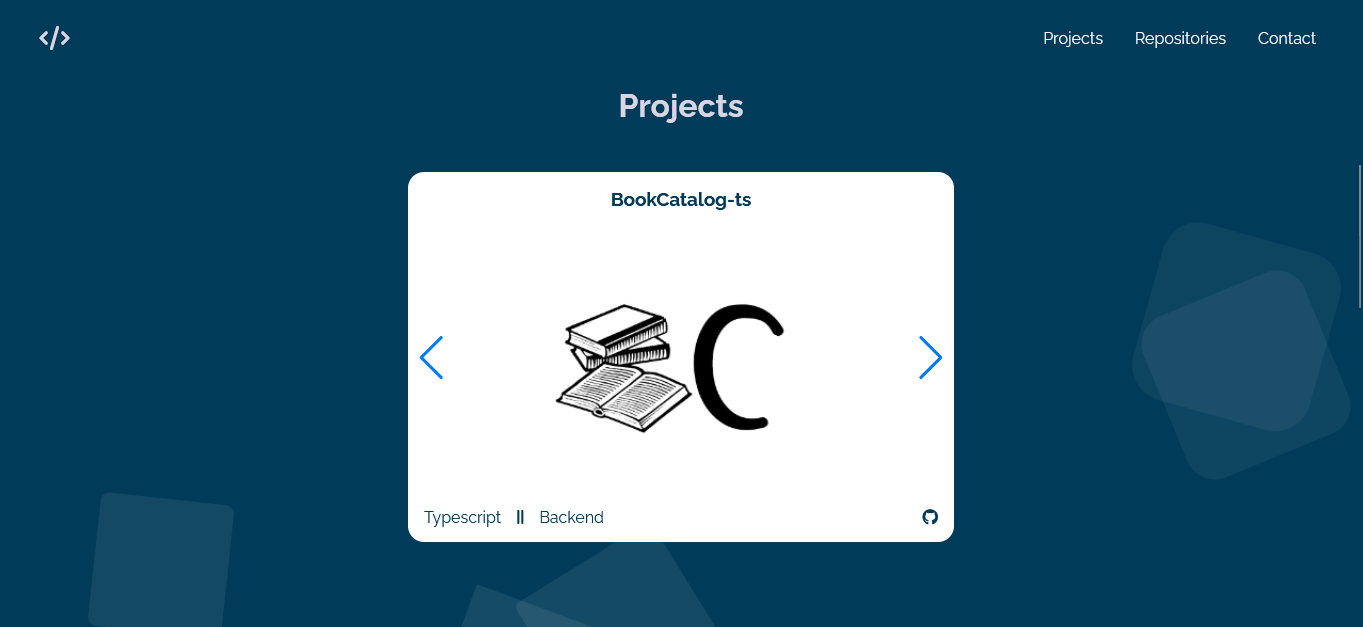 Projects Repositories Contact
Projects
BookCatalog-ts
C
Typescript || Backend